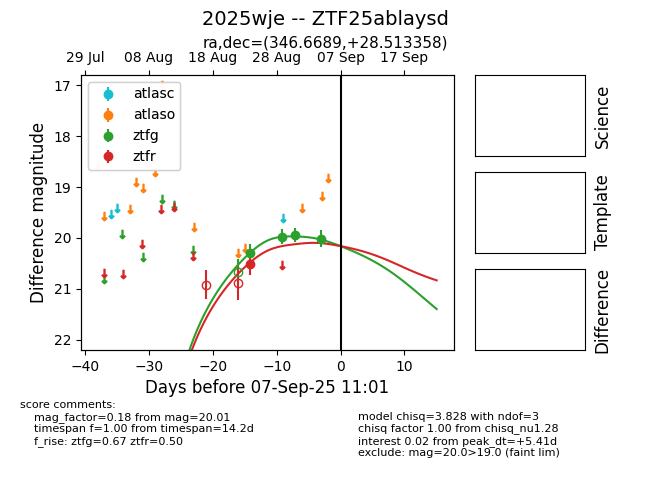 2025wje -- ZTF25ablaysd
ra,dec=(346.6689,+28.513358)
29 Jul 08 Aug 18 Aug 28 Aug 07 Sep 17 Sep
17
18
19
20
21
22
Difference magnitude
atlasc
atlaso
ztfg
ztfr
−40 −30 −20 −10 0 10
Days before 07-Sep-25 11:01
Science
Template
Difference
score comments:
mag_factor=0.18 from mag=20.01
timespan f=1.00 from timespan=14.2d
f_rise: ztfg=0.67 ztfr=0.50
model chisq=3.828 with ndof=3
chisq factor 1.00 from chisq_nu1.28
interest 0.02 from peak_dt=+5.41d
exclude: mag=20.0>19.0 (faint lim)